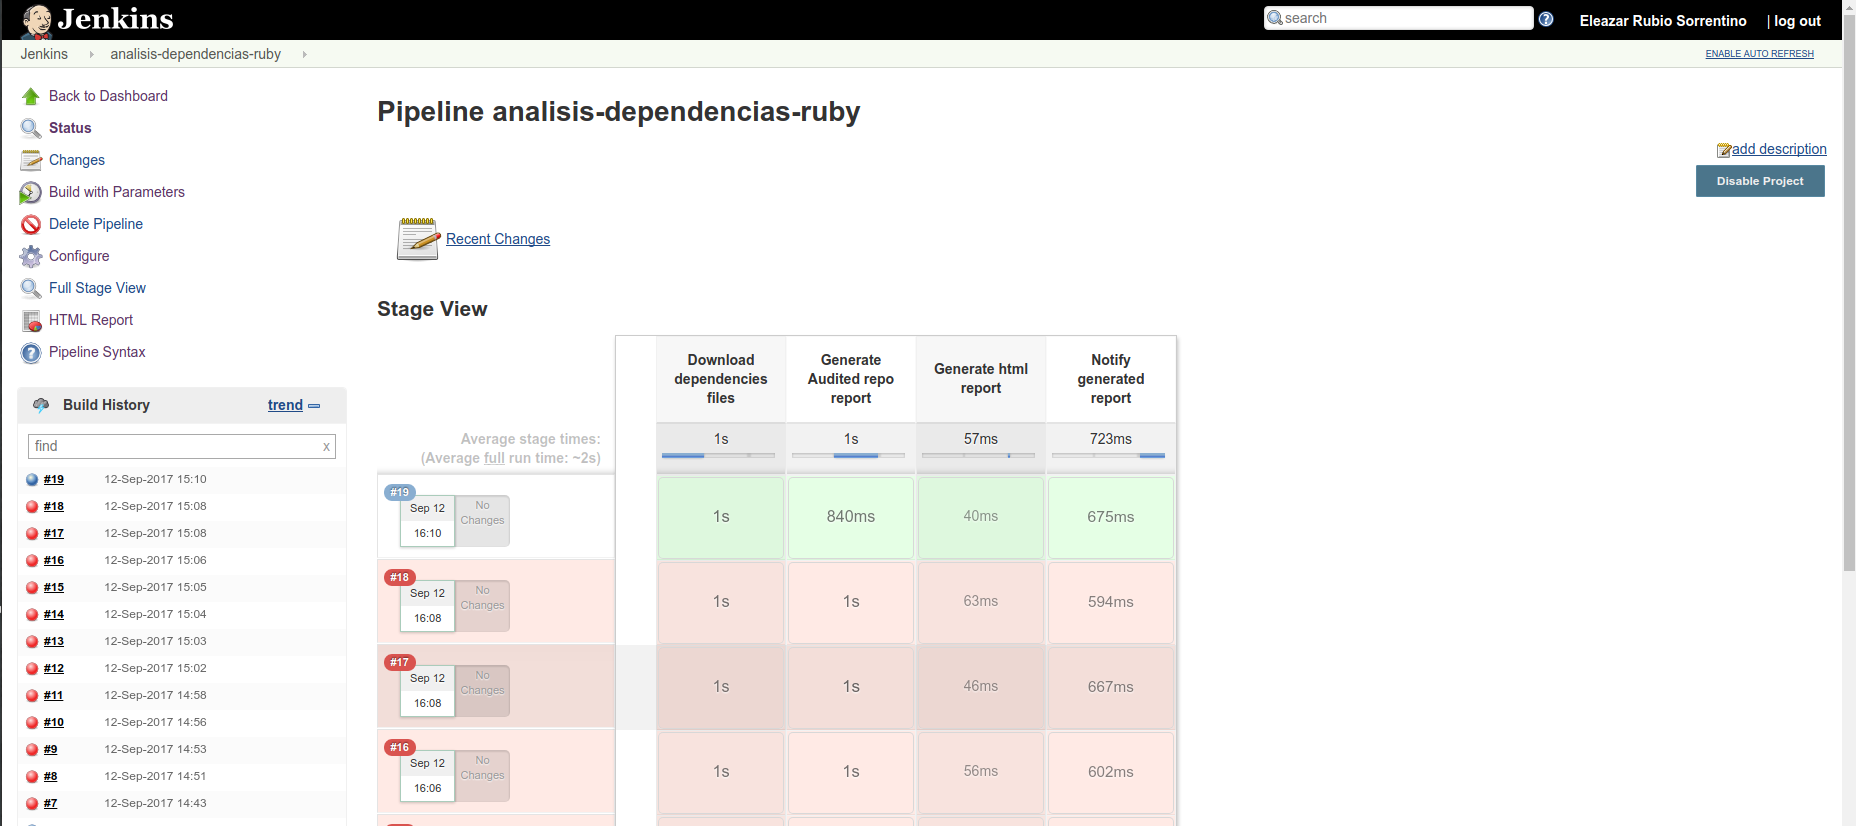 Jenkins
search
Eleazar Rubio Sorrentino
| log out
Jenkins
analisis-dependencias-ruby
ENABLE AUTO REFRESH
Back to Dashboard
Status
Changes
Build with Parameters
Delete Pipeline
Configure
Full Stage View
HTML Report
Pipeline Syntax
Build History
trend
find
x
#19 12-Sep-2017 15:10
#18 12-Sep-2017 15:08
#17 12-Sep-2017 15:08
#16 12-Sep-2017 15:06
#15 12-Sep-2017 15:05
#14 12-Sep-2017 15:04
#13 12-Sep-2017 15:03
#12 12-Sep-2017 15:02
#11 12-Sep-2017 14:58
#10 12-Sep-2017 14:56
#9 12-Sep-2017 14:53
#8 12-Sep-2017 14:51
#7 12-Sep-2017 14:43
Pipeline analisis-dependencias-ruby
add description
Disable Project
Recent Changes
Stage View
Download
dependencies
files
Generate
Audited repo
report
Generate html
report
Notify
generated
report
Average stage times:
(Average full run time: ~2s)
1s
1s
57ms
723ms
#19
Sep 12
16:10
No
Changes
1s
840ms
40ms
675ms
#18
Sep 12
16:08
No
Changes
1s
1s
63ms
594ms
#17
Sep 12
16:08
No
Changes
1s
1s
46ms
667ms
#16
Sep 12
16:06
No
Changes
1s
1s
56ms
602ms